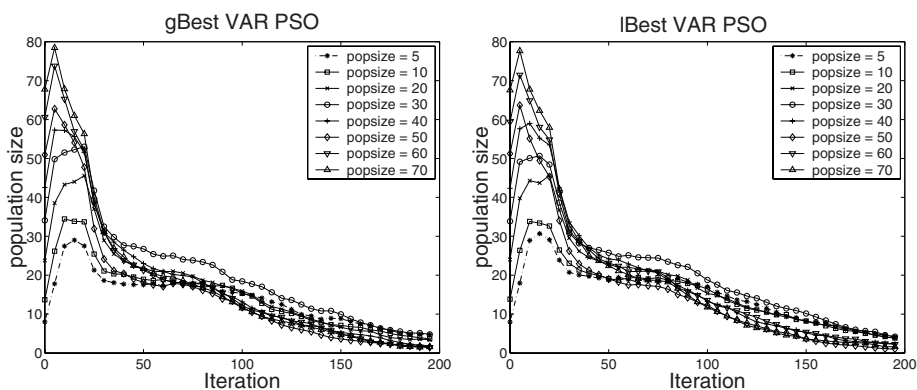 gBest VAR PSO
80
70
60
50
40
30
20
10
0
population size
0
50
100
150
200
Iteration
popsize = 5
popsize = 10
popsize = 20
popsize = 30
popsize = 40
popsize = 50
popsize = 60
popsize = 70
lBest VAR PSO
80
70
60
50
40
30
20
10
0
population size
0
50
100
150
200
Iteration
popsize = 5
popsize = 10
popsize = 20
popsize = 30
popsize = 40
popsize = 50
popsize = 60
popsize = 70